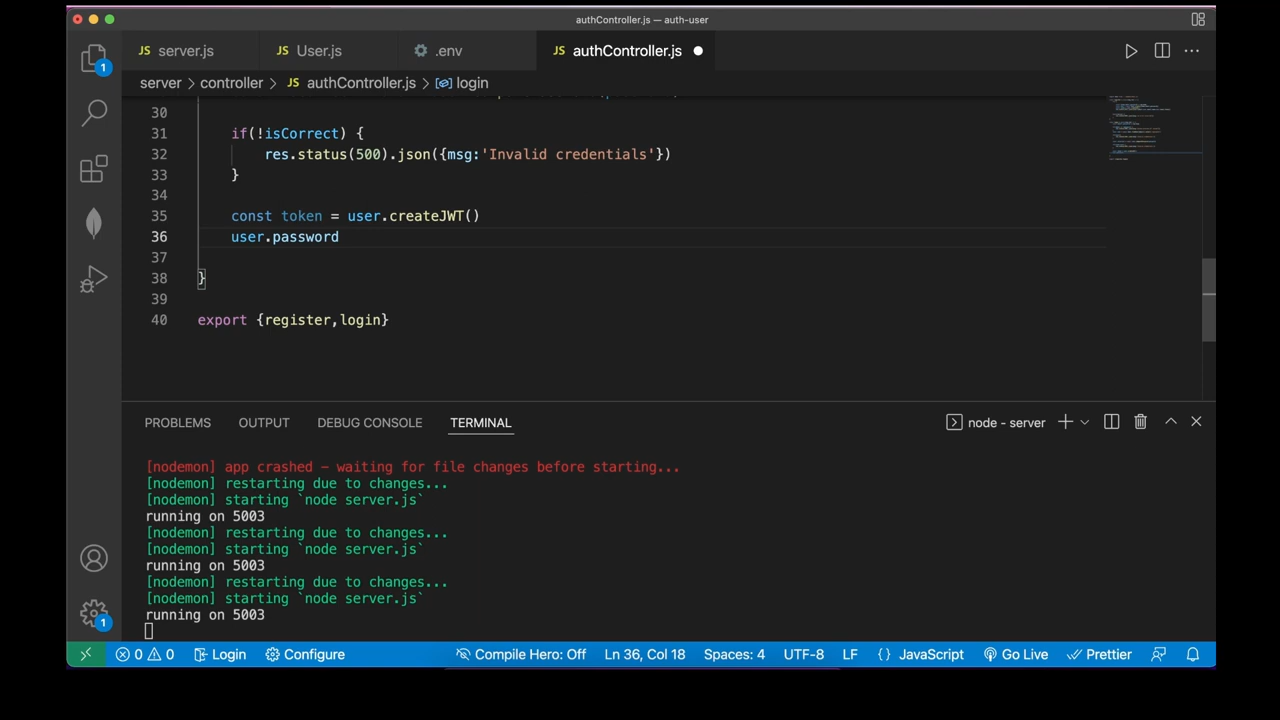 authController.js — auth-user
JS server.js
JS User.js
.env
JS authController.js
server > controller > JS authController.js > login
30
31 if(!isCorrect) {
32 res.status(500).json({msg:'Invalid credentials'})
33 }
34
35 const token = user.createJWT()
36 user.password
37
38 }
39
40 export {register,login}
PROBLEMS OUTPUT DEBUG CONSOLE TERMINAL
node - server
[nodemon] app crashed - waiting for file changes before starting...
[nodemon] restarting due to changes...
[nodemon] starting `node server.js`
running on 5003
[nodemon] restarting due to changes...
[nodemon] starting `node server.js`
running on 5003
[nodemon] restarting due to changes...
[nodemon] starting `node server.js`
running on 5003
1
1
0 0 Login Configure Compile Hero: Off Ln 36, Col 18 Spaces: 4 UTF-8 LF {} JavaScript Go Live Prettier